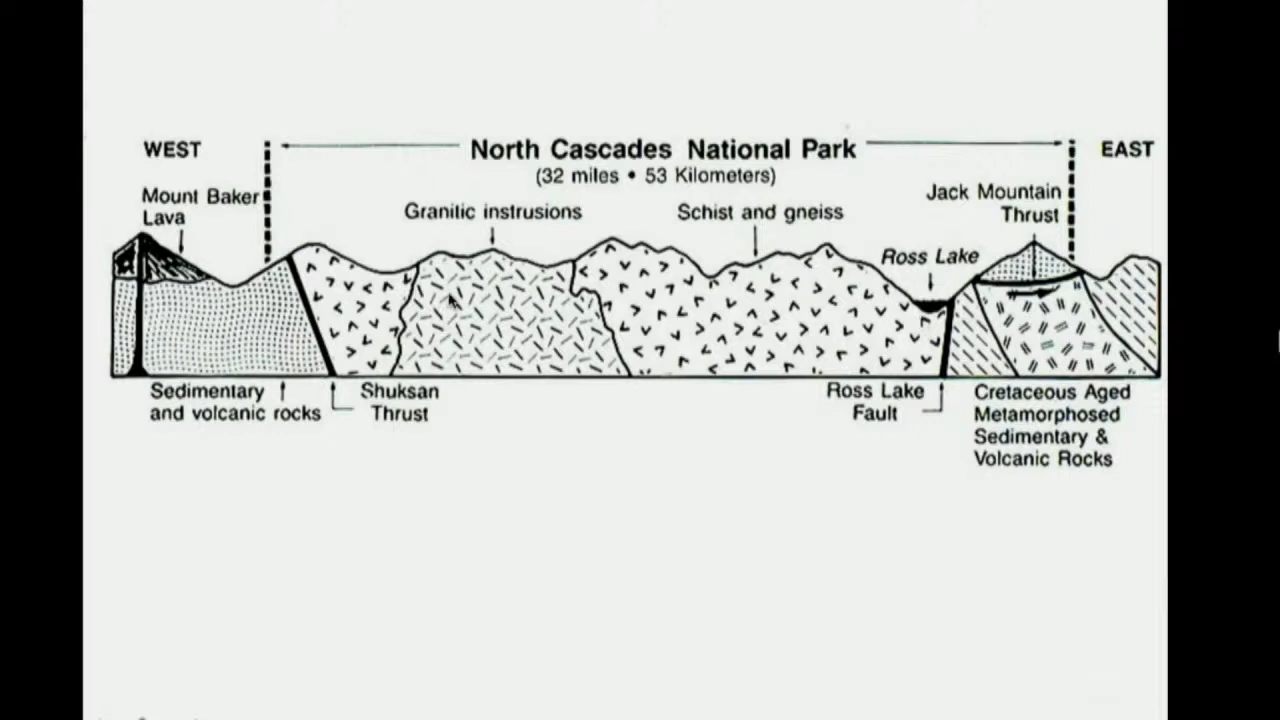 WEST
North Cascades National Park
EAST
(32 miles • 53 Kilometers)
Mount Baker
Lava
Granitic instrusions
Schist and gneiss
Jack Mountain
Thrust
Ross Lake
Sedimentary
and volcanic rocks
Shuksan
Thrust
Ross Lake
Fault
Cretaceous Aged
Metamorphosed
Sedimentary &
Volcanic Rocks